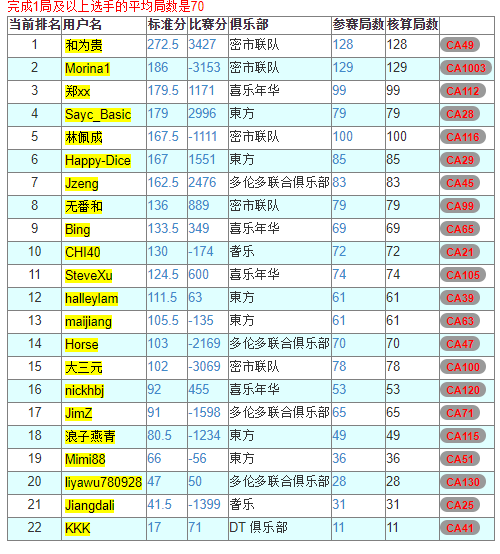 完成1局及以上选手的平均局数是70
当前排名 用户名 标准分 比赛分 俱乐部 参赛局数 核算局数
1 和为贵 272.5 3427 密市联队 128 128 CA49
2 Morina1 186 -3153 密市联队 129 129 CA1003
3 郑xx 179.5 1171 喜乐年华 99 99 CA112
4 Sayc_Basic 179 2996 東方 79 79 CA28
5 林佩成 167.5 -1111 密市联队 100 100 CA116
6 Happy-Dice 167 1551 東方 85 85 CA29
7 Jzeng 162.5 2476 多伦多联合俱乐部 83 83 CA45
8 无番和 136 889 密市联队 79 79 CA99
9 Bing 133.5 349 喜乐年华 69 69 CA65
10 CHI40 130 -174 耆乐 72 72 CA21
11 SteveXu 124.5 600 喜乐年华 74 74 CA105
12 halleylam 111.5 63 東方 61 61 CA39
13 maijiang 105.5 -135 東方 61 61 CA63
14 Horse 103 -2169 多伦多联合俱乐部 70 70 CA47
15 大三元 102 -3069 密市联队 78 78 CA100
16 nickhbj 92 455 喜乐年华 53 53 CA120
17 JimZ 91 -1598 多伦多联合俱乐部 65 65 CA71
18 浪子燕青 80.5 -1234 東方 49 49 CA115
19 Mimi88 66 -56 東方 36 36 CA51
20 liyawu780928 47 50 多伦多联合俱乐部 28 28 CA130
21 Jiangdali 41.5 -1399 耆乐 31 31 CA25
22 KKK 17 71 DT 俱乐部 11 11 CA41